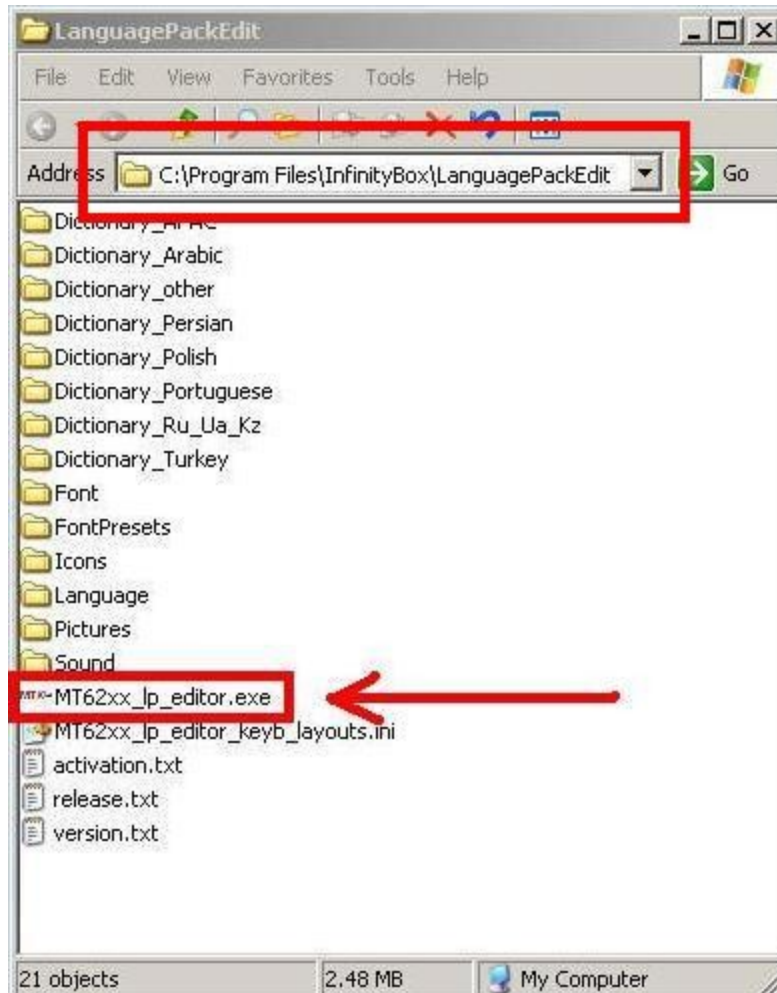 LanguagePackEdit
File Edit View Favorites Tools Help
Address C:\Program Files\InfinityBox\LanguagePackEdit Go
Dictionary_APAC
Dictionary_Arabic
Dictionary_other
Dictionary_Persian
Dictionary_Polish
Dictionary_Portuguese
Dictionary_Ru_Ua_Kz
Dictionary_Turkey
Font
FontPresets
Icons
Language
Pictures
Sound
MT62xx_lp_editor.exe
MT62xx_lp_editor_keyb_layouts.ini
activation.txt
release.txt
version.txt
21 objects 2.48 MB My Computer